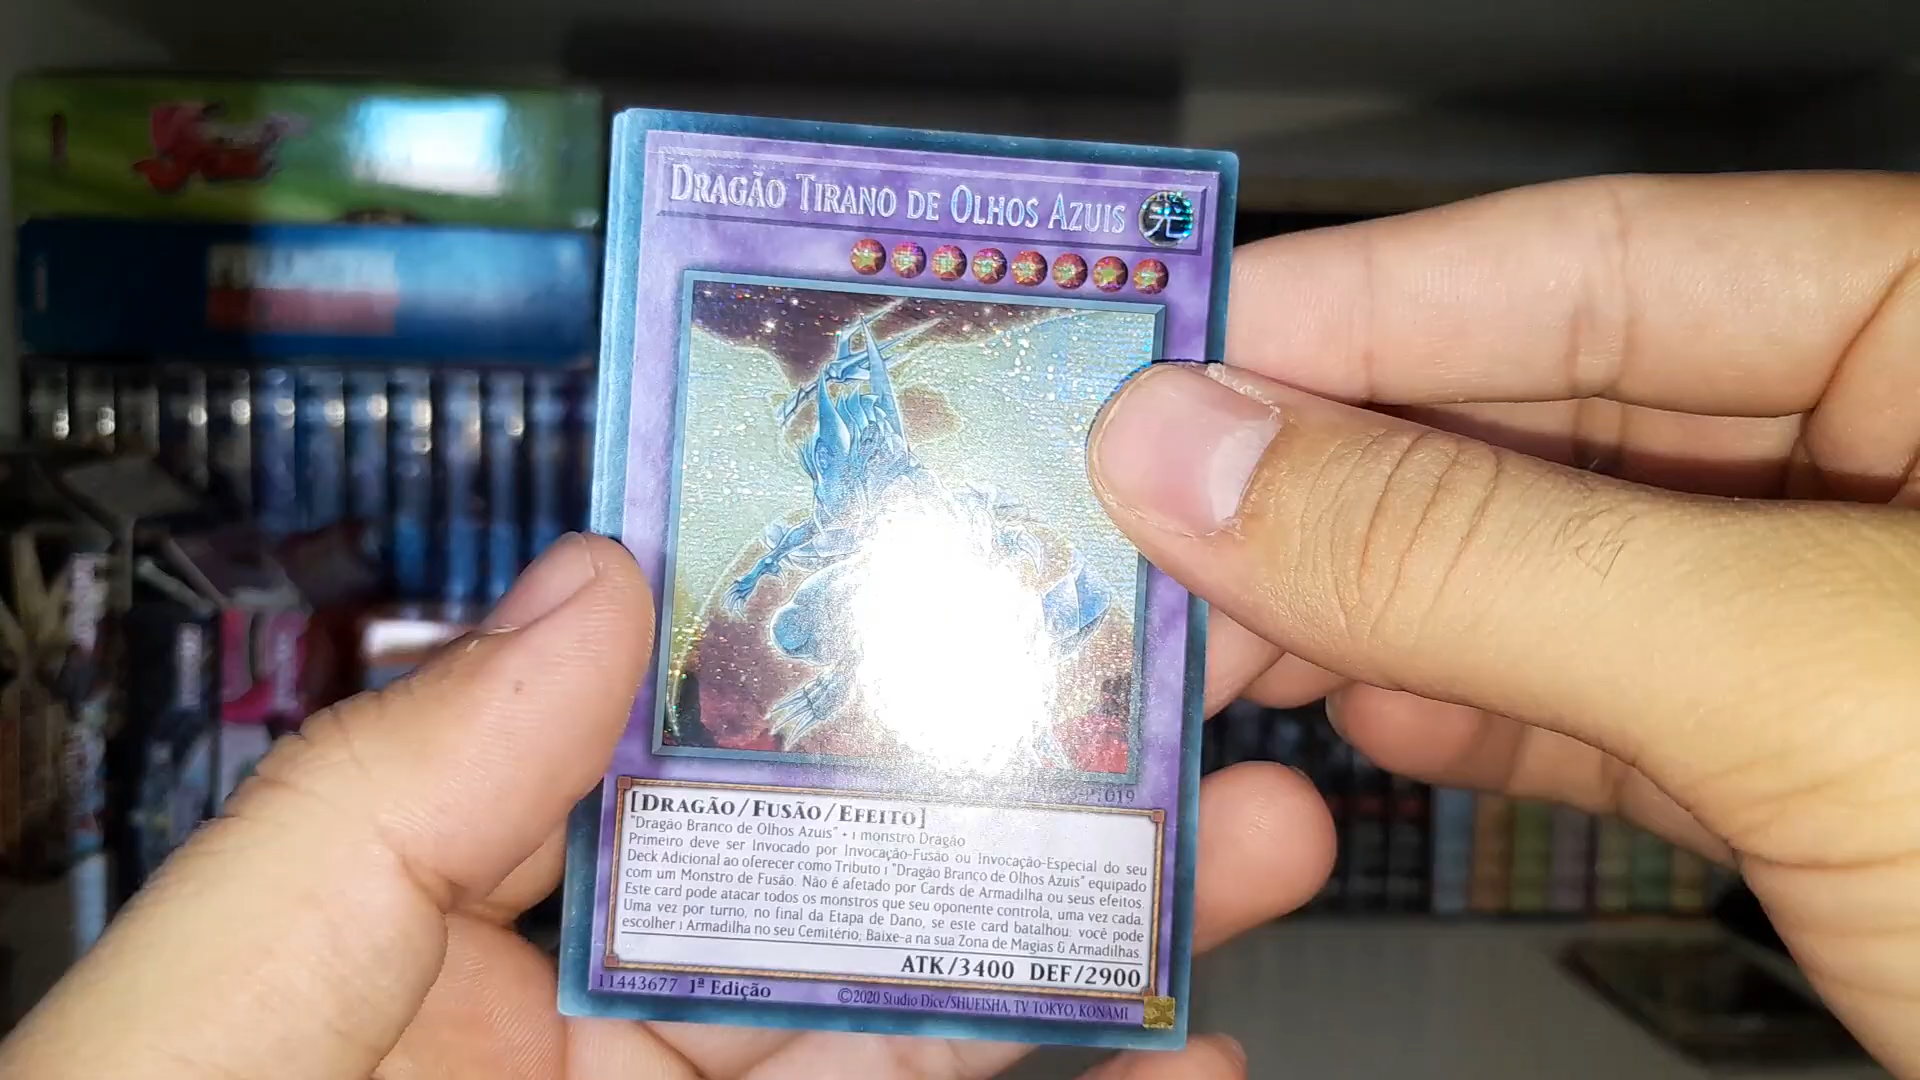 DRAGÃO TIRANO DE OLHOS AZUIS
光
019
[DRAGÃO/FUSÃO/EFEITO]
"Dragão Branco de Olhos Azuis" + 1 monstro Dragão
Primeiro deve ser Invocado por Invocação-Fusão ou Invocação-Especial do seu
Deck Adicional ao oferecer como Tributo 1 "Dragão Branco de Olhos Azuis" equipado
com um Monstro de Fusão. Não é afetado por Cards de Armadilha ou seus efeitos.
Este card pode atacar todos os monstros que seu oponente controla, uma vez cada.
Uma vez por turno, no final da Etapa de Dano, se este card batalhou: você pode
escolher 1 Armadilha no seu Cemitério; Baixe-a na sua Zona de Magias & Armadilhas.
ATK/3400 DEF/2900
11443677 1ª Edição
©2020 Studio Dice/SHUEISHA, TV TOKYO, KONAMI